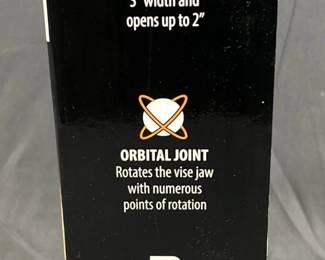 3" width and
opens up to 2"
ORBITAL JOINT
Rotates the vise jaw
with numerous
points of rotation